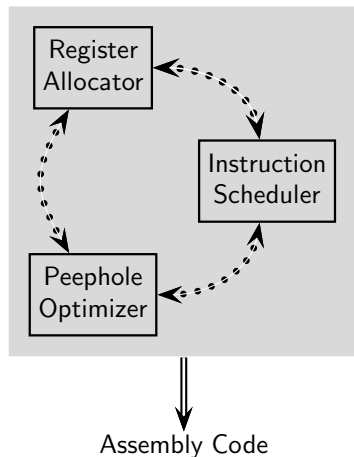 Register
Allocator
Instruction
Scheduler
Peephole
Optimizer
Assembly Code